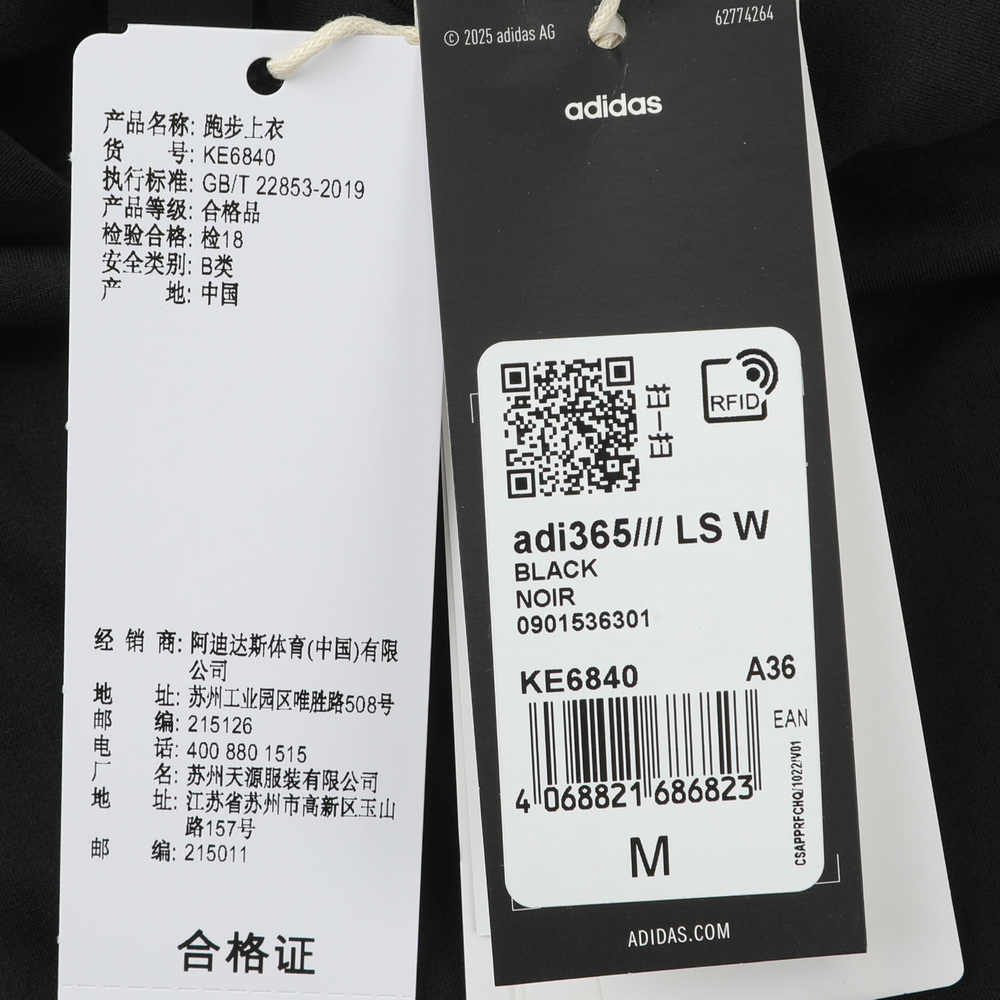 产品名称: 跑步上衣
货 号: KE6840
执行标准: GB/T 22853-2019
产品等级: 合格品
检验合格: 检18
安全类别: B类
产 地: 中国
经 销 商: 阿迪达斯体育(中国)有限
公司
地 址: 苏州工业园区唯胜路508号
邮 编: 215126
电 话: 400 880 1515
厂 名: 苏州天源服装有限公司
地 址: 江苏省苏州市高新区玉山
路157号
邮 编: 215011
合格证
© 2025 adidas AG
62774264
adidas
扫一扫
RFID
adi365/// LS W
BLACK
NOIR
0901536301
KE6840
A36
EAN
4 068821 686823
CSAPPRFCHQ/1022/V01
M
ADIDAS.COM